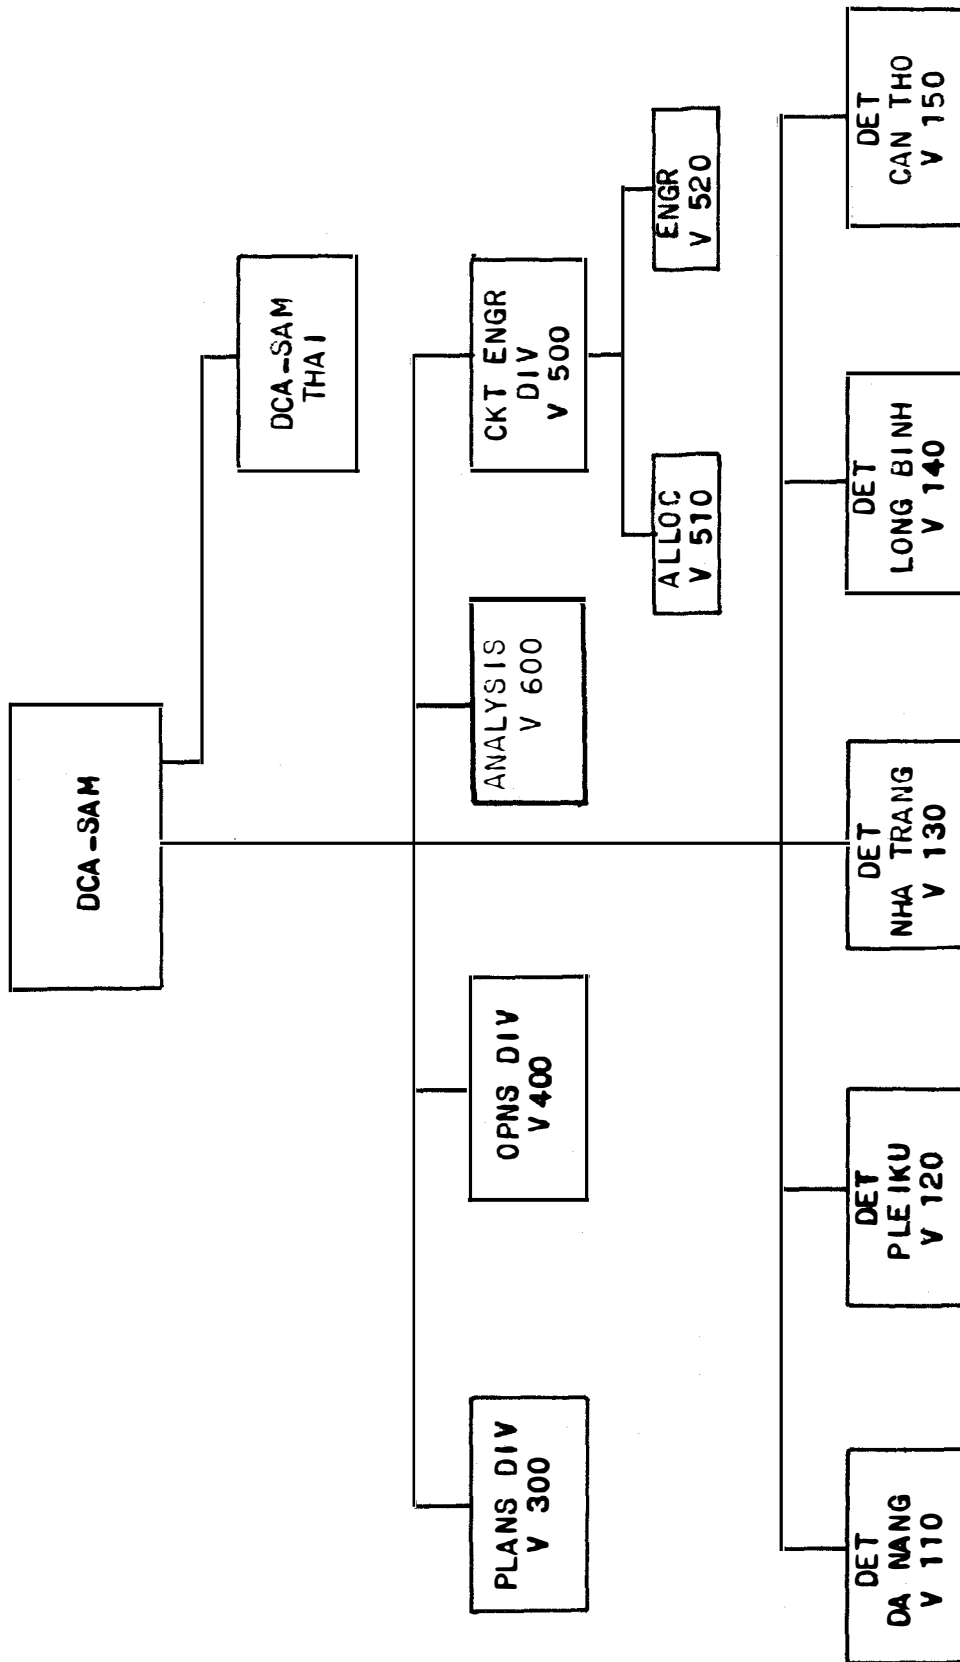 DCA-SAM
DCA-SAM
THAI
PLANS DIV
V 300
OPNS DIV
V 400
ANALYSIS
V 600
CKT ENGR
DIV
V 500
ALLOC
V 510
ENGR
V 520
DET
DA NANG
V 110
DET
PLEIKU
V 120
DET
NHA TRANG
V 130
DET
LONG BINH
V 140
DET
CAN THO
V 150